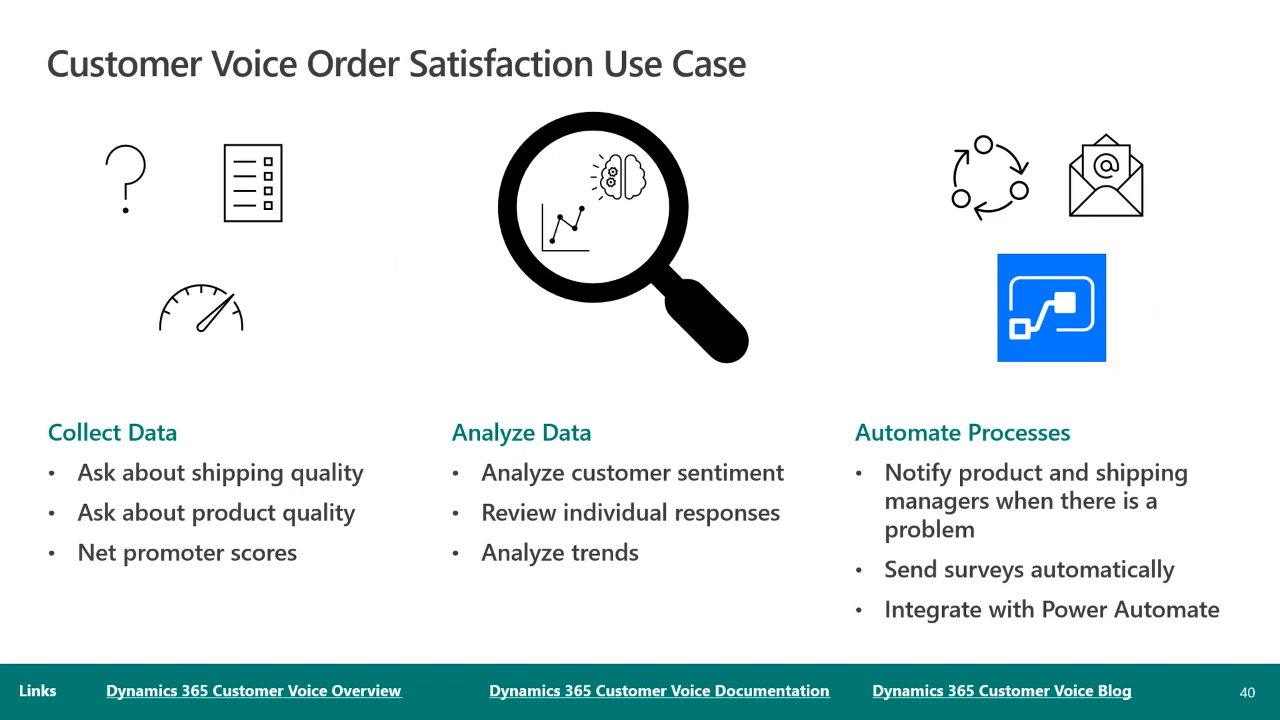 Customer Voice Order Satisfaction Use Case
@
Collect Data
• Ask about shipping quality
• Ask about product quality
• Net promoter scores
Analyze Data
• Analyze customer sentiment
• Review individual responses
• Analyze trends
Automate Processes
• Notify product and shipping
managers when there is a
problem
• Send surveys automatically
• Integrate with Power Automate
Links
Dynamics 365 Customer Voice Overview
Dynamics 365 Customer Voice Documentation
Dynamics 365 Customer Voice Blog
40